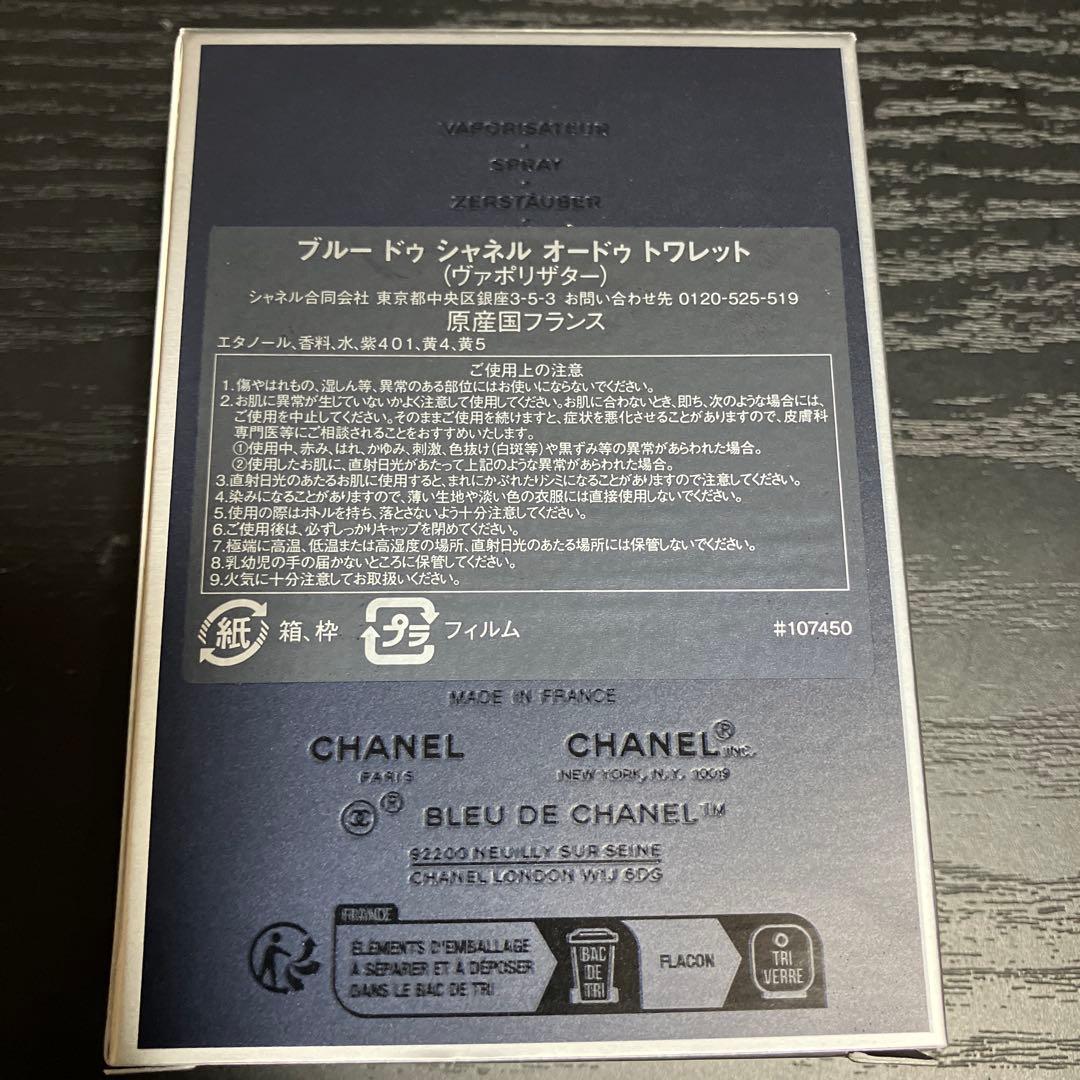 VAPORISATEUR
SPRAY
ZERSTÄUBER
ブルー ドゥ シャネル オードゥ トワレット
(ヴァポリザター)
シャネル合同会社 東京都中央区銀座3-5-3 お問い合わせ先 0120-525-519
原産国フランス
エタノール、香料、水、紫401、黄4、黄5
ご使用上の注意
1.傷やはれもの、湿しん等、異常のある部位にはお使いにならないでください。
2.お肌に異常が生じていないかよく注意して使用してください。お肌に合わないとき、即ち、次のような場合には、
ご使用を中止してください。そのままご使用を続けますと、症状を悪化させることがありますので、皮膚科
専門医等にご相談されることをおすすめいたします。
①使用中、赤み、はれ、かゆみ、刺激、色抜け(白斑等)や黒ずみ等の異常があらわれた場合。
②使用したお肌に、直射日光があたって上記のような異常があらわれた場合。
3.直射日光のあたるお肌に使用すると、まれにかぶれたりシミになることがありますので注意してください。
4.染みになることがありますので、薄い生地や淡い色の衣服には直接使用しないでください。
5.使用の際はボトルを持ち、落とさないよう十分注意してください。
6.ご使用後は、必ずしっかりキャップを閉めてください。
7.極端に高温、低温または高湿度の場所、直射日光のあたる場所には保管しないでください。
8.乳幼児の手の届かないところに保管してください。
9.火気に十分注意してお取扱いください。
紙 箱、枠 プラ フィルム #107450
MADE IN FRANCE
CHANEL CHANEL® INC.
PARIS NEW YORK, N.Y. 10019
® BLEU DE CHANEL™
92200 NEUILLY SUR SEINE
CHANEL LONDON W1J 6DG
FRANCE
ÉLÉMENTS D'EMBALLAGE
À SÉPARER ET À DÉPOSER
DANS LE BAC DE TRI
BAC
DE
TRI
FLACON
TRI
VERRE